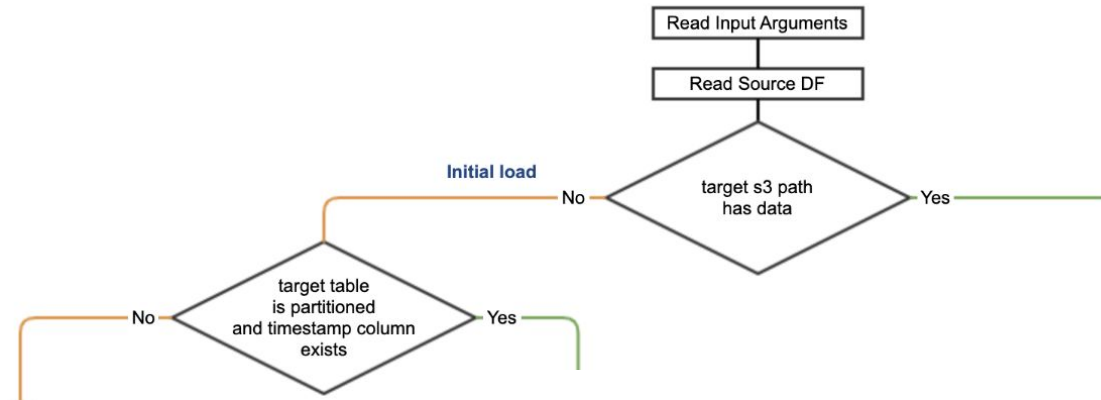 Read Input Arguments
Read Source DF
Initial load
No
target s3 path
has data
Yes
No
target table
is partitioned
and timestamp column
exists
Yes